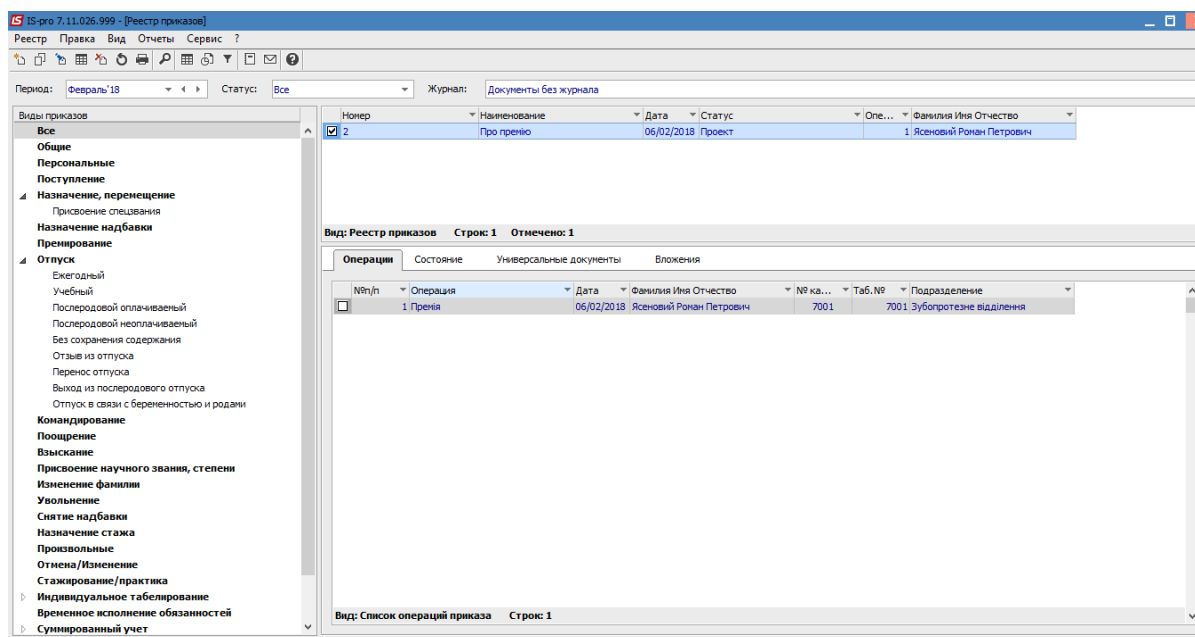 IS-pro 7.11.026.999 - [Реестр приказов]
Реестр Правка Вид Отчеты Сервис ?
Период: Февраль'18 Статус: Все Журнал: Документы без журнала
Виды приказов
Все
Общие
Персональные
Поступление
Назначение, перемещение
Присвоение спецзвания
Назначение надбавки
Премирование
Отпуск
Ежегодный
Учебный
Послеродовой оплачиваемый
Послеродовой неоплачиваемый
Без сохранения содержания
Отзыв из отпуска
Перенос отпуска
Выход из послеродового отпуска
Отпуск в связи с беременностью и родами
Командирование
Поощрение
Взыскание
Присвоение научного звания, степени
Изменение фамилии
Увольнение
Снятие надбавки
Назначение стажа
Произвольные
Отмена/Изменение
Стажирование/практика
Индивидуальное табелирование
Временное исполнение обязанностей
Суммированный учет
Номер Наименование Дата Статус Опе... Фамилия Имя Отчество
2 Про премію 06/02/2018 Проект 1 Ясеновий Роман Петрович
Вид: Реестр приказов Строк: 1 Отмечено: 1
Операции Состояние Универсальные документы Вложения
№п/п Операция Дата Фамилия Имя Отчество № ка... Таб.№ Подразделение
1 Премія 06/02/2018 Ясеновий Роман Петрович 7001 7001 Зубопротезне відділення
Вид: Список операций приказа Строк: 1